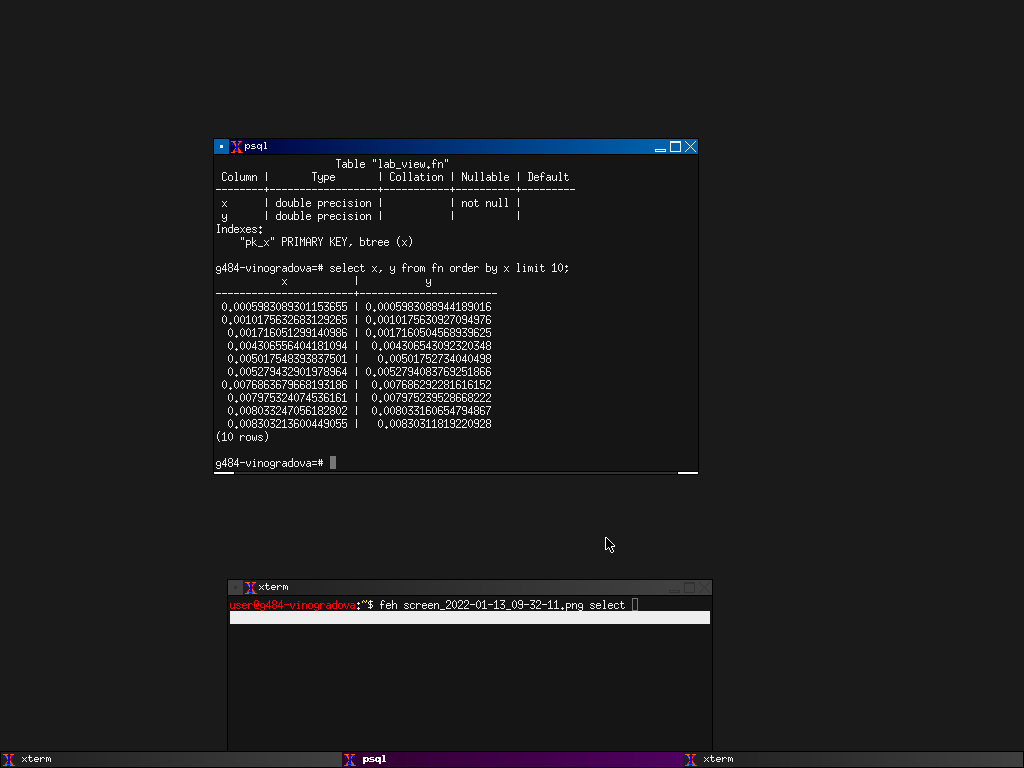 psql
Table "lab_view.fn"
Column | Type | Collation | Nullable | Default
--------+------------------+-----------+----------+---------
x | double precision | | not null |
y | double precision | | |
Indexes:
"pk_x" PRIMARY KEY, btree (x)
g484-vinogradova=# select x, y from fn order by x limit 10;
x | y
-----------------------+-----------------------
0.0005983089301153655 | 0.0005983088944189016
0.0010175632683129265 | 0.0010175630927094976
0.001716051299140986 | 0.0017160504568939625
0.004306556404181094 | 0.004306543092320348
0.005017548393837501 | 0.00501752734040498
0.005279432901978964 | 0.0052794083769251866
0.0076863679668193186 | 0.007686292281616152
0.007975324074536161 | 0.007975239528668222
0.008033247056182802 | 0.008033160654794867
0.008303213600449055 | 0.00830311819220928
(10 rows)
g484-vinogradova=#
xterm
user@g484-vinogradova:~$ feh screen_2022-01-13_09-32-11.png select
xterm
psql
xterm